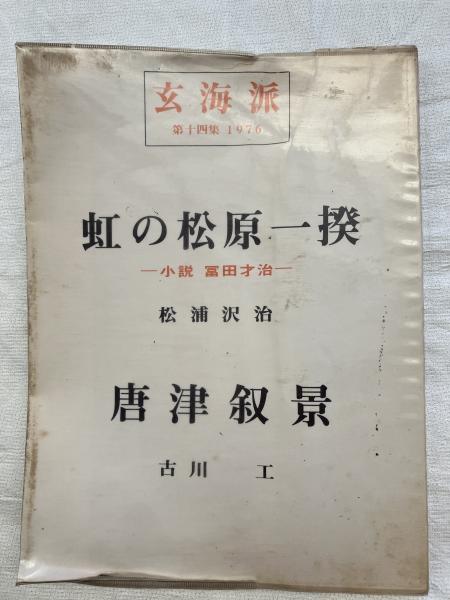 玄海派
第十四集 1976
虹の松原一揆
―小説 冨田才治―
松浦沢治
唐津叙景
古川 工